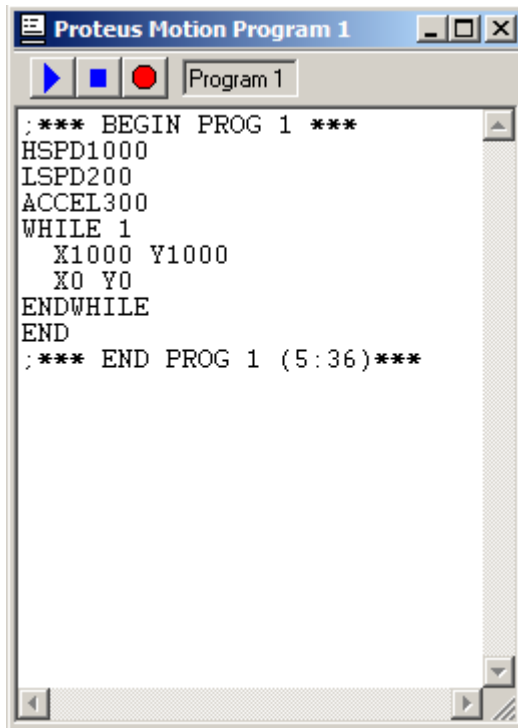 Proteus Motion Program 1
Program 1
;*** BEGIN PROG 1 ***
HSPD1000
LSPD200
ACCEL300
WHILE 1
  X1000 Y1000
  X0 Y0
ENDWHILE
END
;*** END PROG 1 (5:36)***